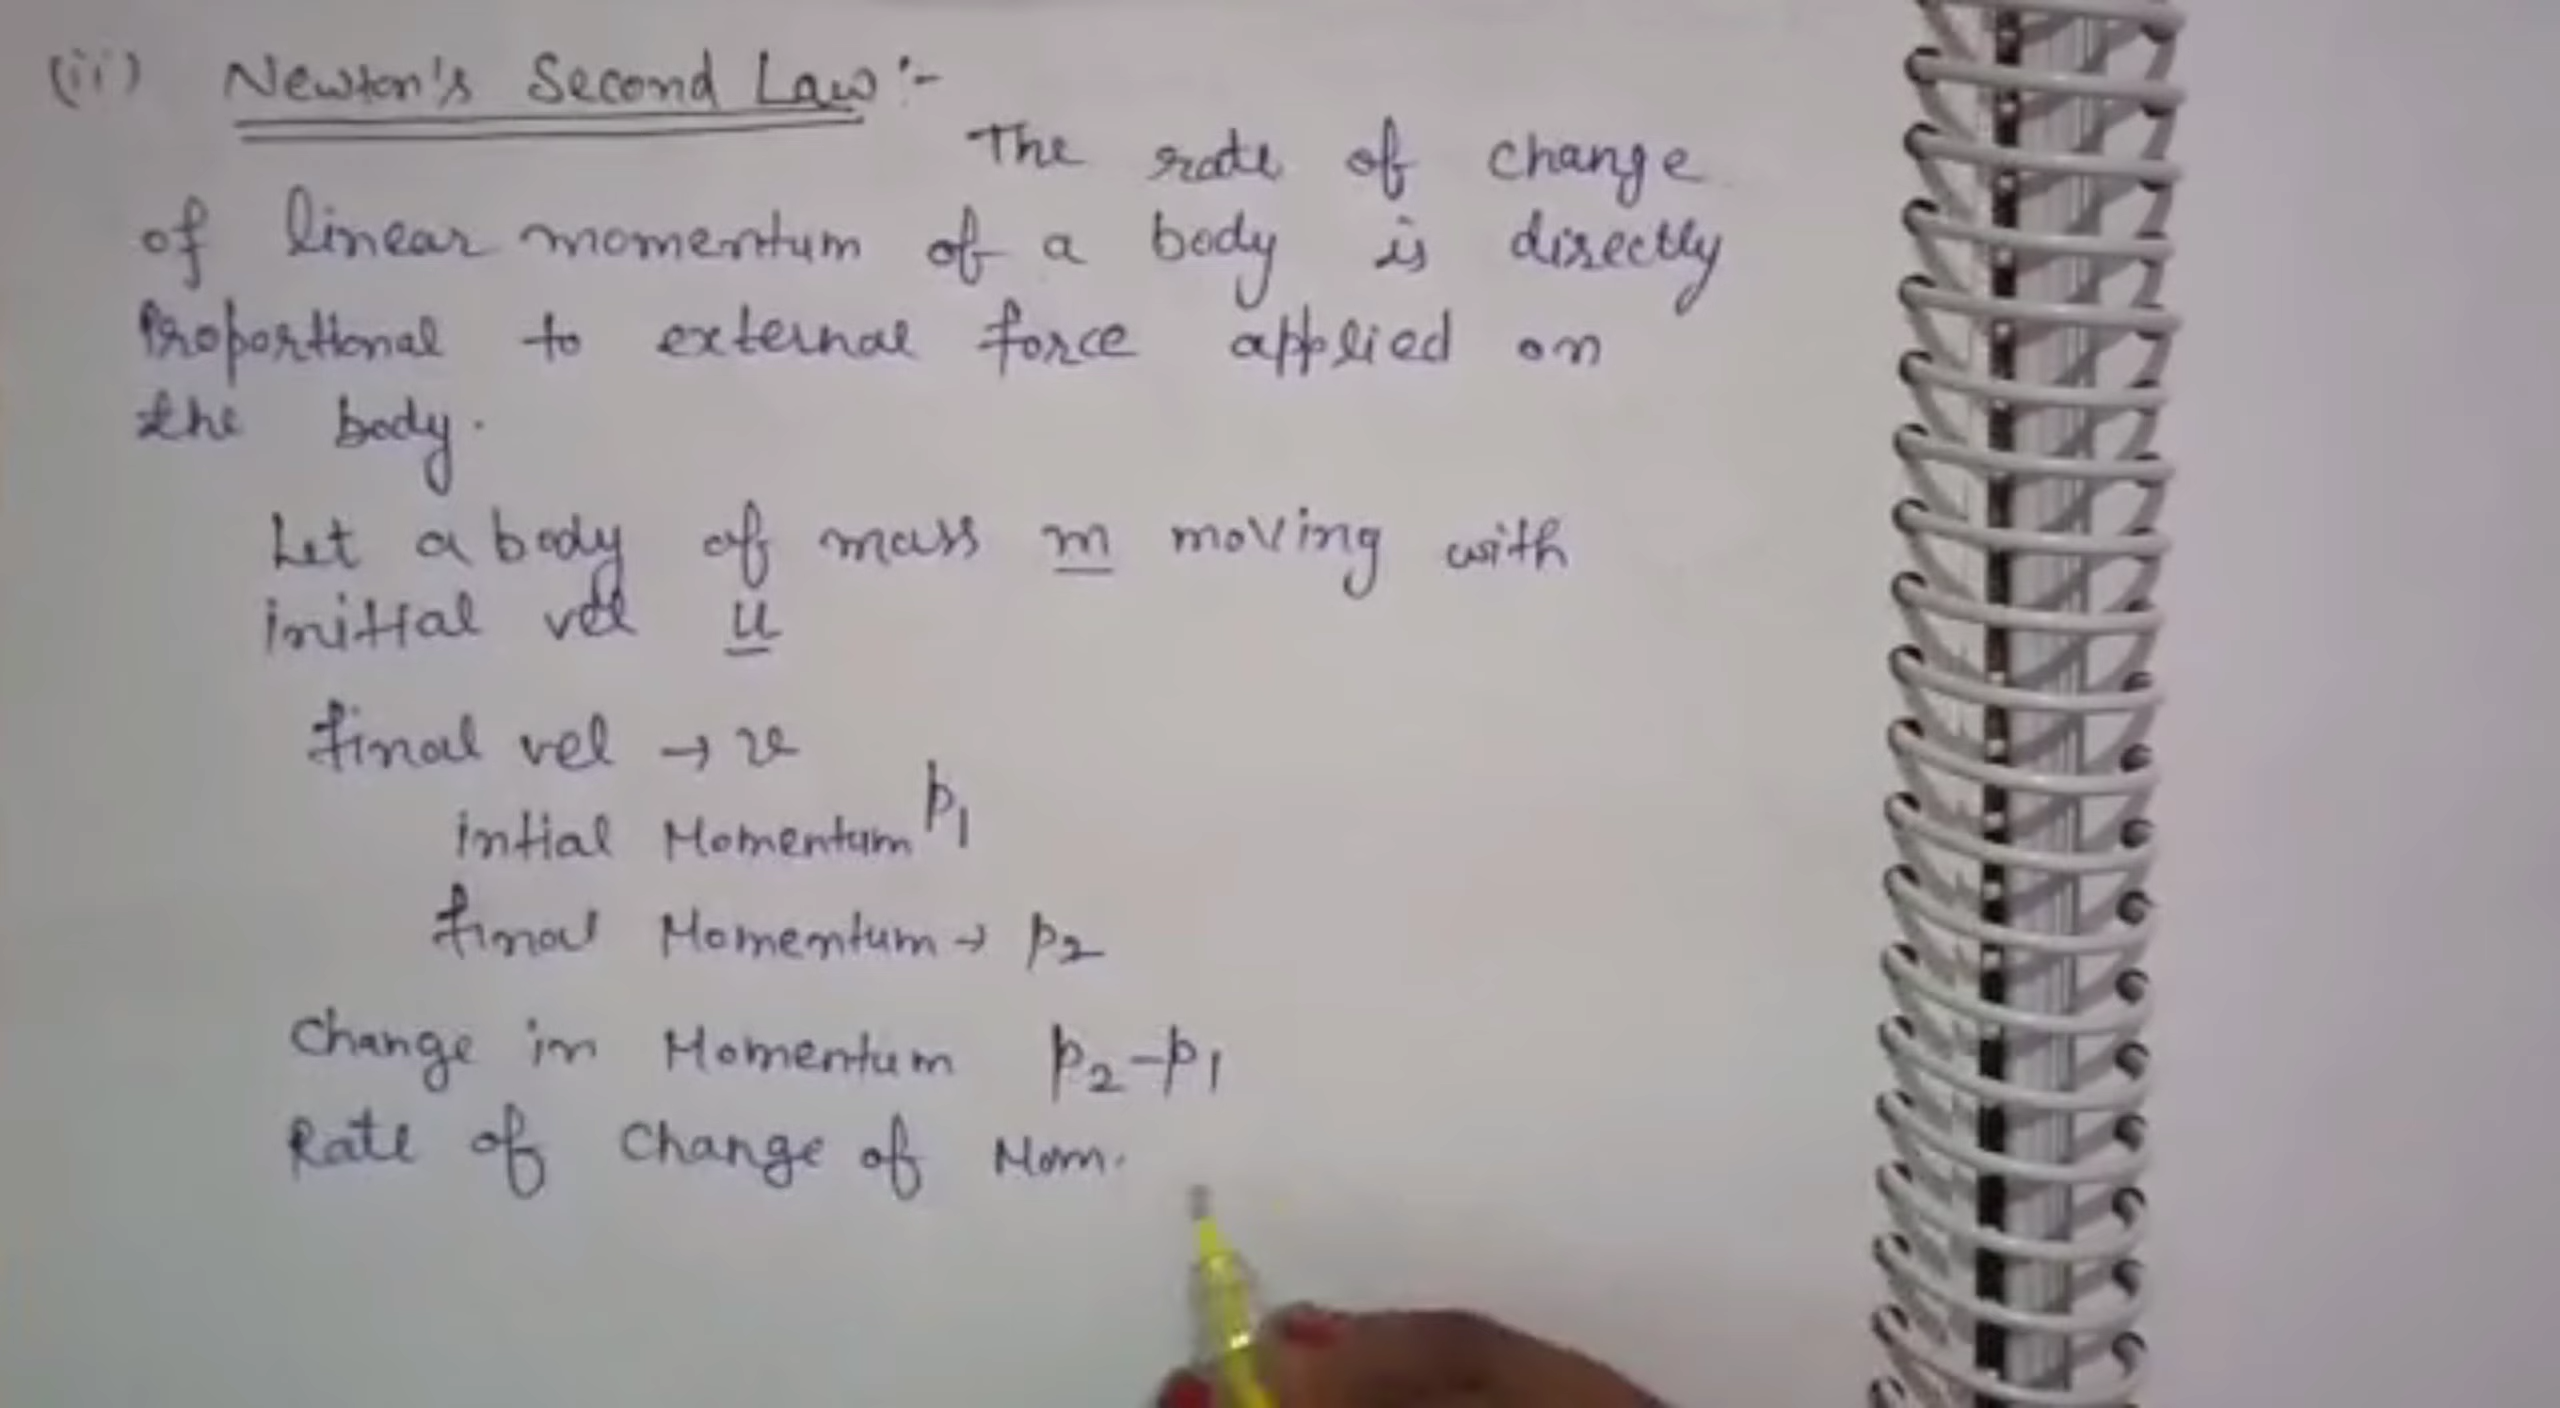 (ii) Newton's Second Law :-
The rate of change
of linear momentum of a body is directly
Proportional to external force applied on
the body.
Let a body of mass m moving with
initial vel u
final vel → v
intial Momentum p1
final Momentum → p2
Change in Momentum p2-p1
Rate of Change of Mom.